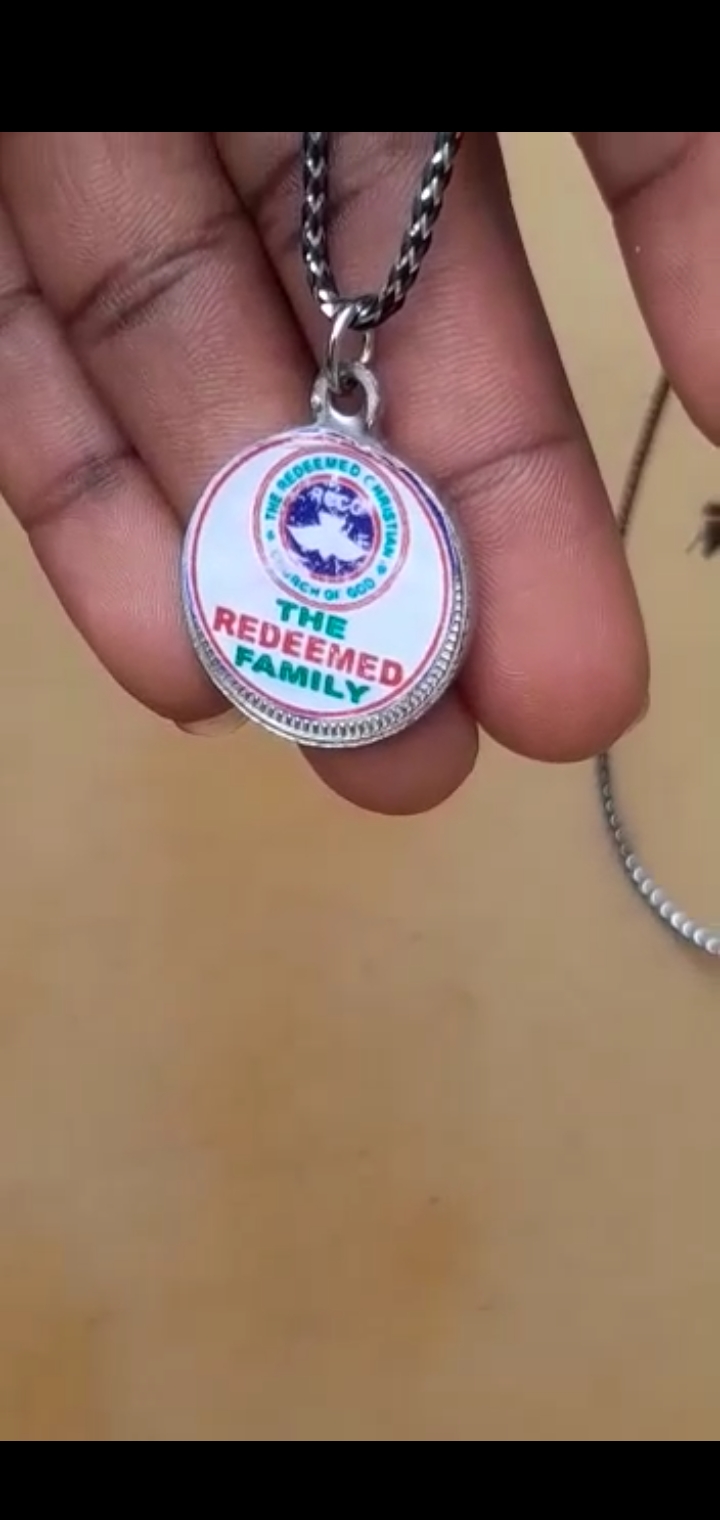 THE REDEEMED CHRISTIAN
CHURCH OF GOD
RCCG
THE
REDEEMED
FAMILY